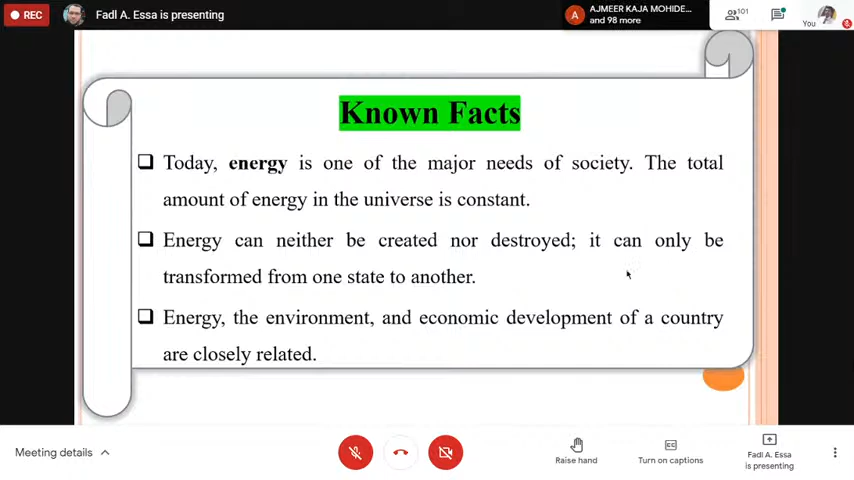 REC
Fadl A. Essa is presenting
A
AJMEER KAJA MOHIDE...
and 98 more
101
You
Known Facts
Today, energy is one of the major needs of society. The total
amount of energy in the universe is constant.
Energy can neither be created nor destroyed; it can only be
transformed from one state to another.
Energy, the environment, and economic development of a country
are closely related.
Meeting details
Raise hand
Turn on captions
Fadl A. Essa
is presenting